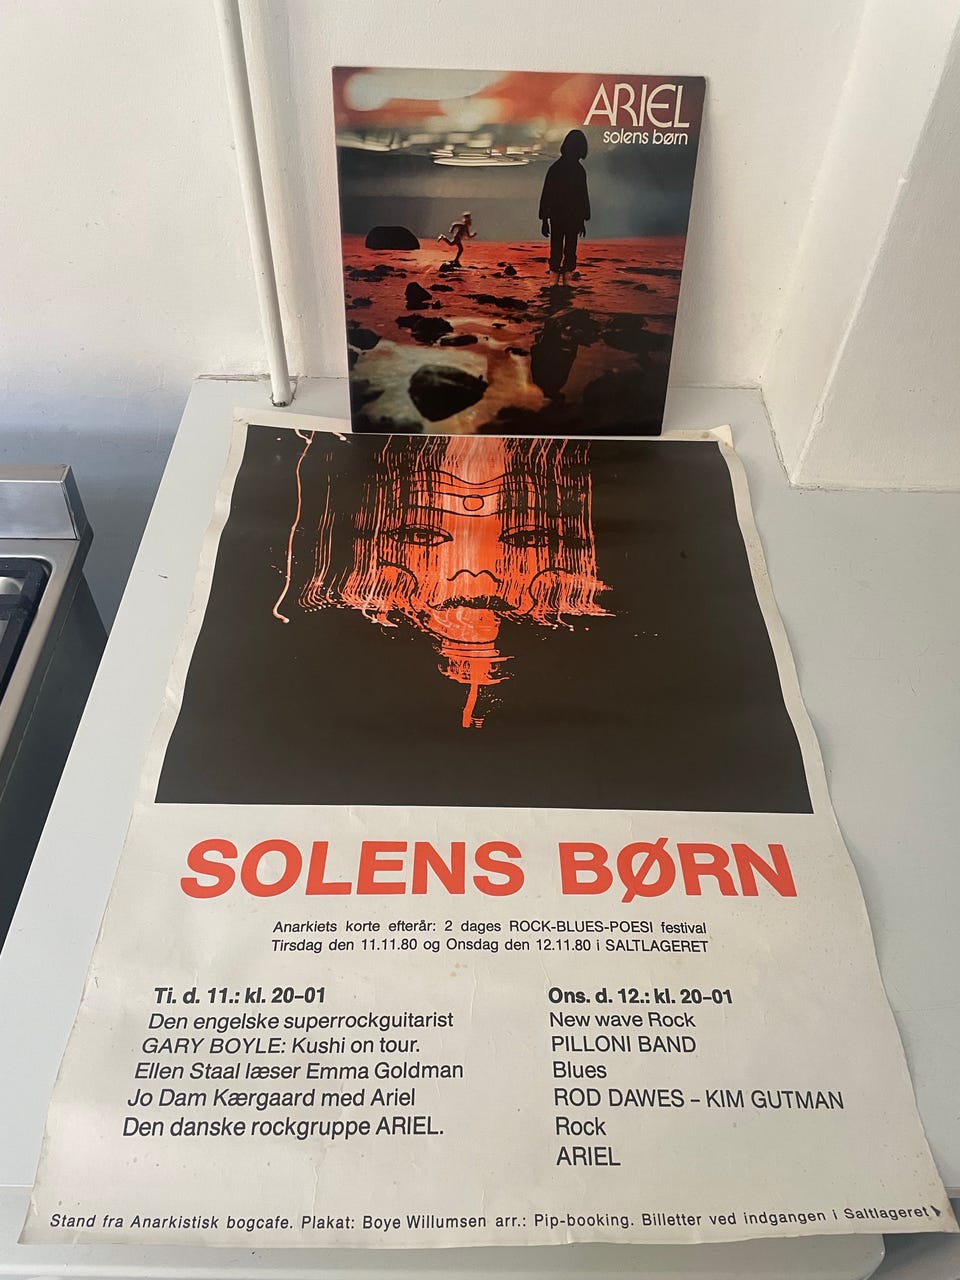 ARIEL
solens børn
SOLENS BØRN
Anarkiets korte efterår: 2 dages ROCK-BLUES-POESI festival
Tirsdag den 11.11.80 og Onsdag den 12.11.80 i SALTLAGERET
Ti. d. 11.: kl. 20–01
Den engelske superrockguitarist
GARY BOYLE: Kushi on tour.
Ellen Staal læser Emma Goldman
Jo Dam Kærgaard med Ariel
Den danske rockgruppe ARIEL.
Ons. d. 12.: kl. 20–01
New wave Rock
PILLONI BAND
Blues
ROD DAWES – KIM GUTMAN
Rock
ARIEL
Stand fra Anarkistisk bogcafe. Plakat: Boye Willumsen arr.: Pip-booking. Billetter ved indgangen i Saltlageret